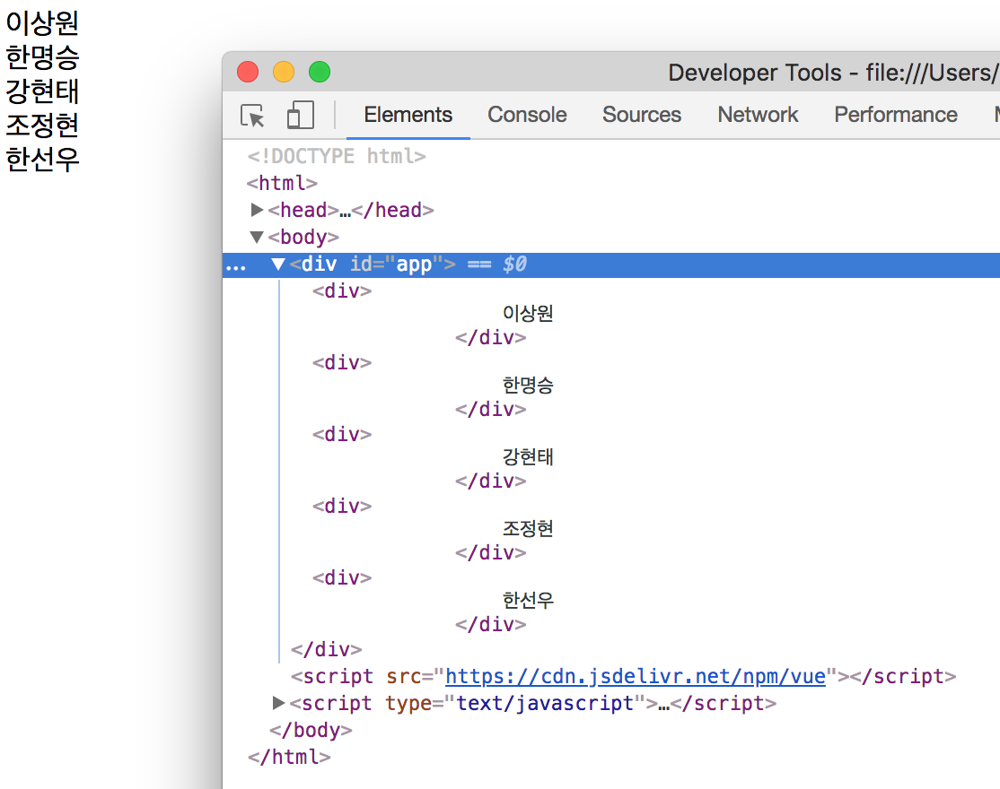 이상원
한명승
강현태
조정현
한선우
Developer Tools - file:///Users/
Elements Console Sources Network Performance
<!DOCTYPE html>
<html>
▶<head>…</head>
▼<body>
… ▼<div id="app"> == $0
<div>
이상원
</div>
<div>
한명승
</div>
<div>
강현태
</div>
<div>
조정현
</div>
<div>
한선우
</div>
</div>
<script src="https://cdn.jsdelivr.net/npm/vue"></script>
▶<script type="text/javascript">…</script>
</body>
</html>